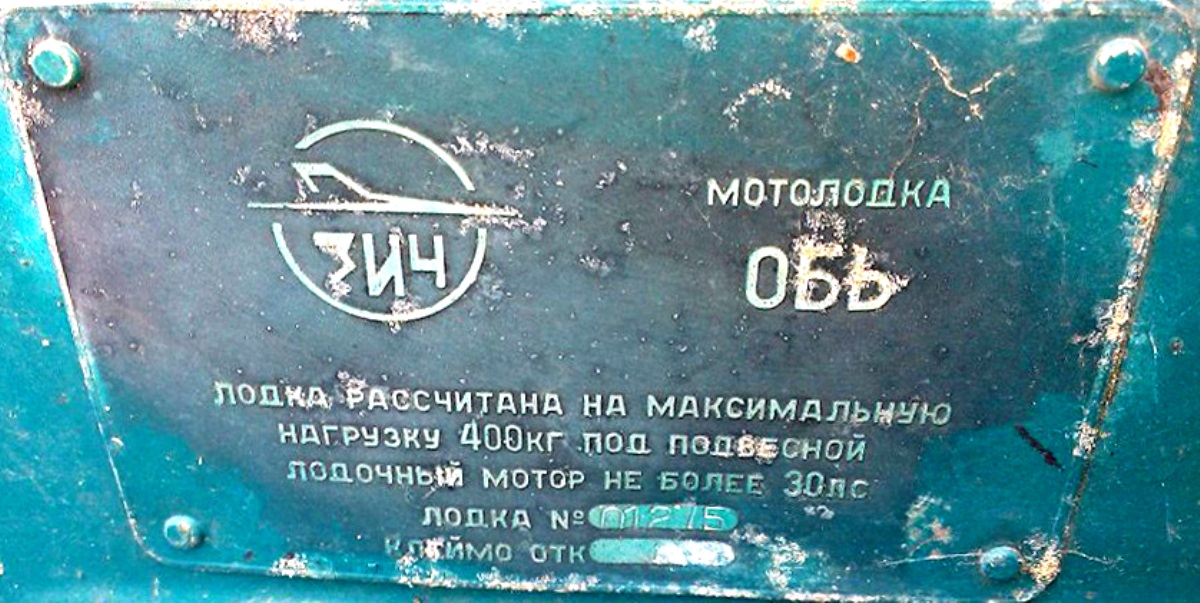 ЗИЧ
МОТОЛОДКА
ОБЬ
ЛОДКА РАССЧИТАНА НА МАКСИМАЛЬНУЮ
НАГРУЗКУ 400КГ ПОД ПОДВЕСНОЙ
ЛОДОЧНЫЙ МОТОР НЕ БОЛЕЕ 30ЛС
ЛОДКА № 01275
КЛЕЙМО ОТК